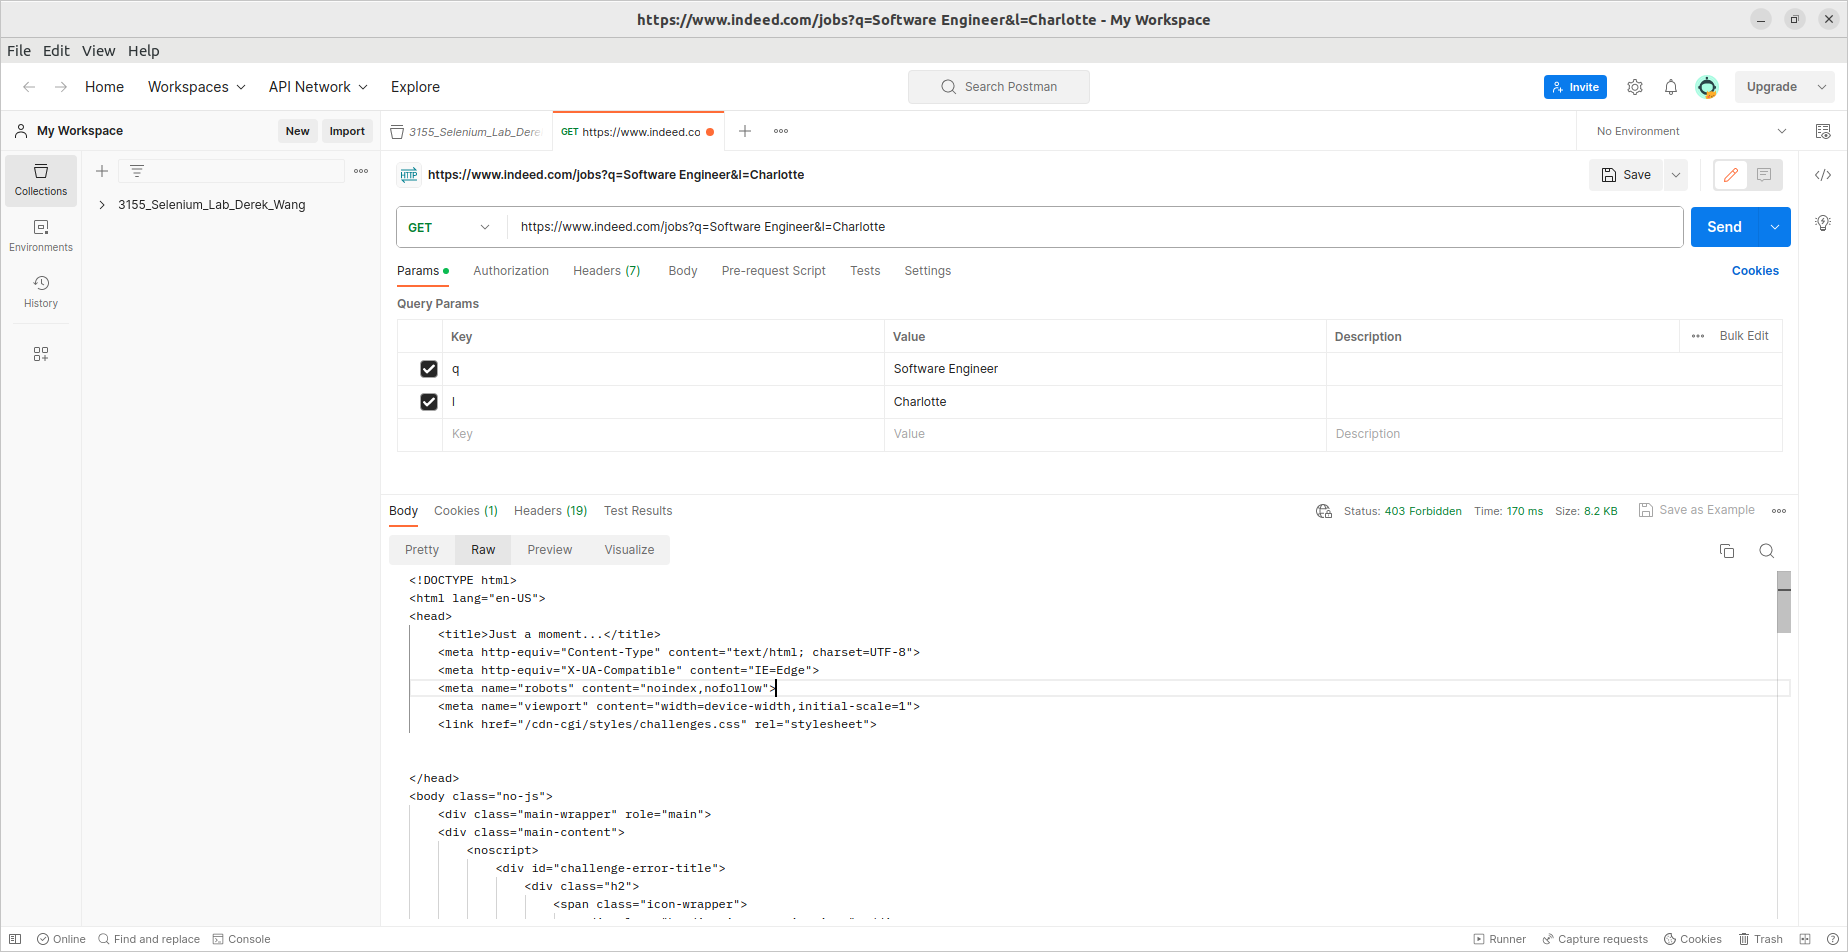 https://www.indeed.com/jobs?q=Software Engineer&l=Charlotte - My Workspace
File Edit View Help
Home Workspaces API Network Explore Search Postman Invite Upgrade
My Workspace New Import 3155_Selenium_Lab_Dere GET https://www.indeed.co No Environment
Collections
3155_Selenium_Lab_Derek_Wang
Environments
History
HTTP https://www.indeed.com/jobs?q=Software Engineer&l=Charlotte Save
GET https://www.indeed.com/jobs?q=Software Engineer&l=Charlotte Send
Params Authorization Headers (7) Body Pre-request Script Tests Settings Cookies
Query Params
Key Value Description Bulk Edit
q Software Engineer
l Charlotte
Key Value Description
Body Cookies (1) Headers (19) Test Results Status: 403 Forbidden Time: 170 ms Size: 8.2 KB Save as Example
Pretty Raw Preview Visualize
<!DOCTYPE html>
<html lang="en-US">
<head>
<title>Just a moment...</title>
<meta http-equiv="Content-Type" content="text/html; charset=UTF-8">
<meta http-equiv="X-UA-Compatible" content="IE=Edge">
<meta name="robots" content="noindex,nofollow">
<meta name="viewport" content="width=device-width,initial-scale=1">
<link href="/cdn-cgi/styles/challenges.css" rel="stylesheet">
</head>
<body class="no-js">
<div class="main-wrapper" role="main">
<div class="main-content">
<noscript>
<div id="challenge-error-title">
<div class="h2">
<span class="icon-wrapper">
Online Find and replace Console Runner Capture requests Cookies Trash